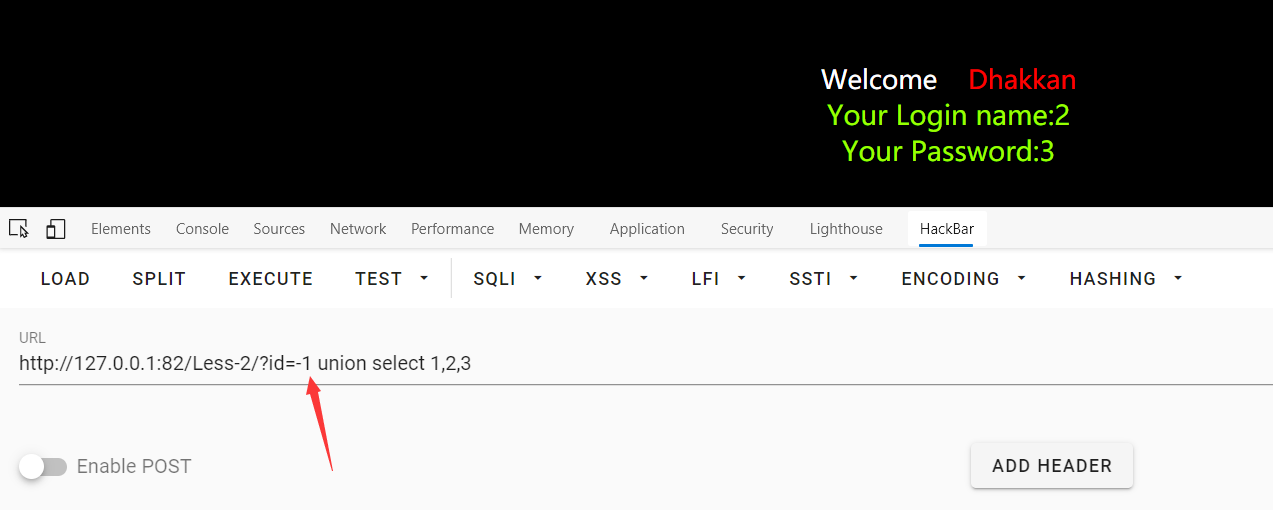 Welcome Dhakkan
Your Login name:2
Your Password:3
Elements Console Sources Network Performance Memory Application Security Lighthouse HackBar
LOAD SPLIT EXECUTE TEST SQLI XSS LFI SSTI ENCODING HASHING
URL
http://127.0.0.1:82/Less-2/?id=-1 union select 1,2,3
Enable POST ADD HEADER